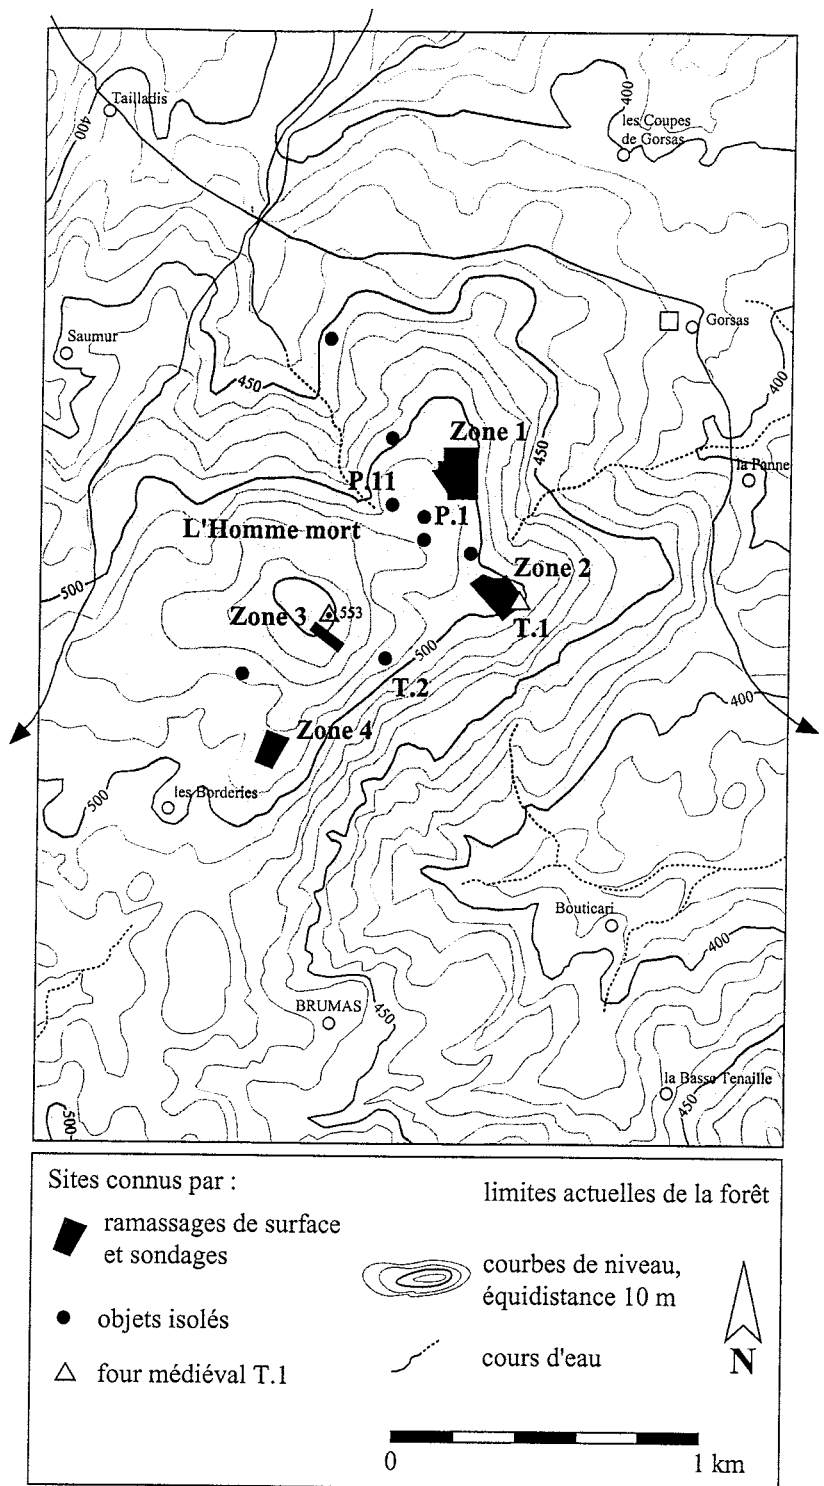 Tailladis
400
400
les Coupes
de Gorsas
Saumur
Gorsas
450
400
Zone 1
450
la Panne
P.11
P.1
L'Homme mort
Zone 2
500
Zone 3
553
T.1
500
T.2
400
Zone 4
500
les Borderies
Bouticari
400
BRUMAS
450
la Basse Tenaille
450
500
Sites connus par :
limites actuelles de la forêt
ramassages de surface
et sondages
courbes de niveau,
équidistance 10 m
objets isolés
cours d'eau
four médiéval T.1
N
0
1 km